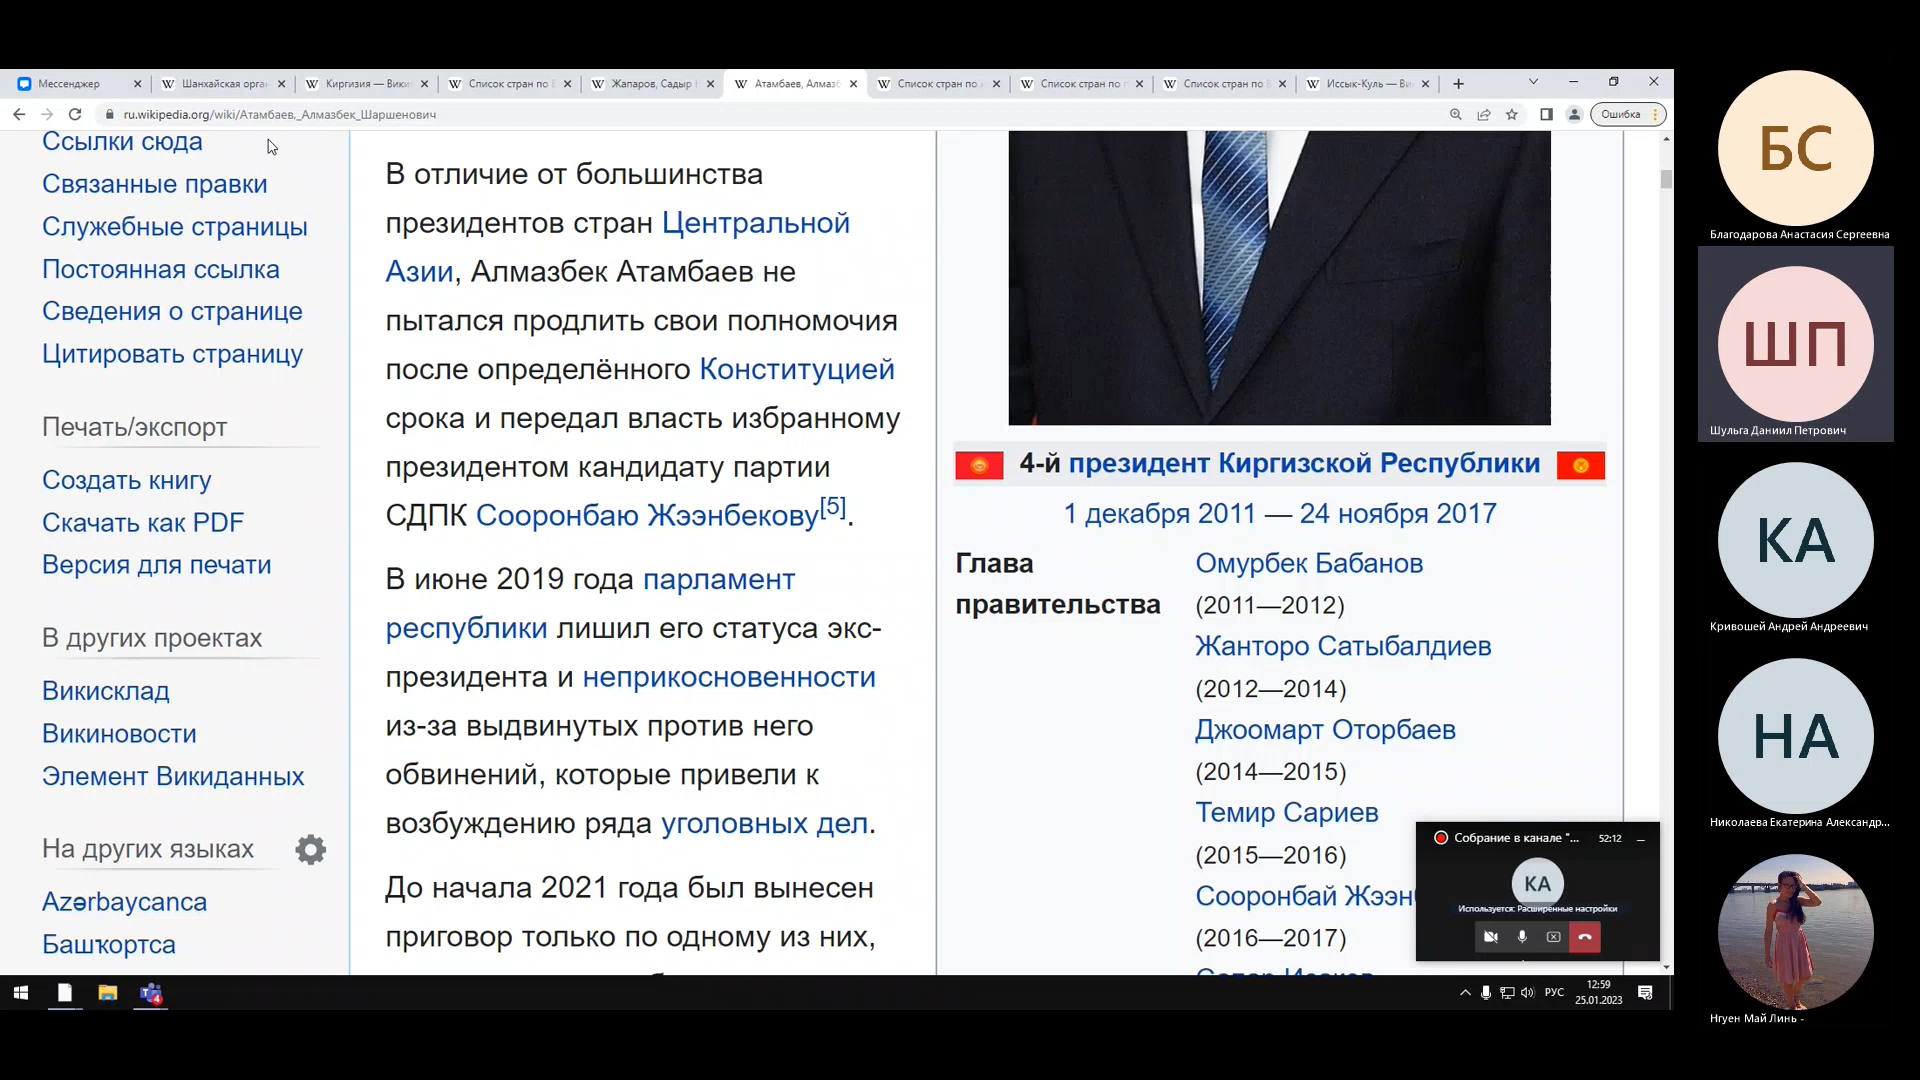 Мессенджер
Шанхайская орган
Киргизия — Вики
Список стран по Е
Жапаров, Садыр Н
Атамбаев, Алмазб
Список стран по
Список стран по
Список стран по
Иссык-Куль — Ви
ru.wikipedia.org/wiki/Атамбаев,_Алмазбек_Шаршенович
Ошибка
Ссылки сюда
Связанные правки
Служебные страницы
Постоянная ссылка
Сведения о странице
Цитировать страницу
Печать/экспорт
Создать книгу
Скачать как PDF
Версия для печати
В других проектах
Викисклад
Викиновости
Элемент Викиданных
На других языках
Azərbaycanca
Башҡортса
В отличие от большинства
президентов стран Центральной
Азии, Алмазбек Атамбаев не
пытался продлить свои полномочия
после определённого Конституцией
срока и передал власть избранному
президентом кандидату партии
СДПК Сооронбаю Жээнбекову[5].
В июне 2019 года парламент
республики лишил его статуса экс-
президента и неприкосновенности
из-за выдвинутых против него
обвинений, которые привели к
возбуждению ряда уголовных дел.
До начала 2021 года был вынесен
приговор только по одному из них,
4-й президент Киргизской Республики
1 декабря 2011 — 24 ноября 2017
Глава
правительства
Омурбек Бабанов
(2011—2012)
Жанторо Сатыбалдиев
(2012—2014)
Джоомарт Оторбаев
(2014—2015)
Темир Сариев
(2015—2016)
Сооронбай Жээн
(2016—2017)
Собрание в канале "... 52:12
КА
Используется: Расширенные настройки
4
РУС
12:59
25.01.2023
БС
Благодарова Анастасия Сергеевна
ШП
Шульга Даниил Петрович
КА
Кривошей Андрей Андреевич
НА
Николаева Екатерина Александр...
Нгуен Май Линь -